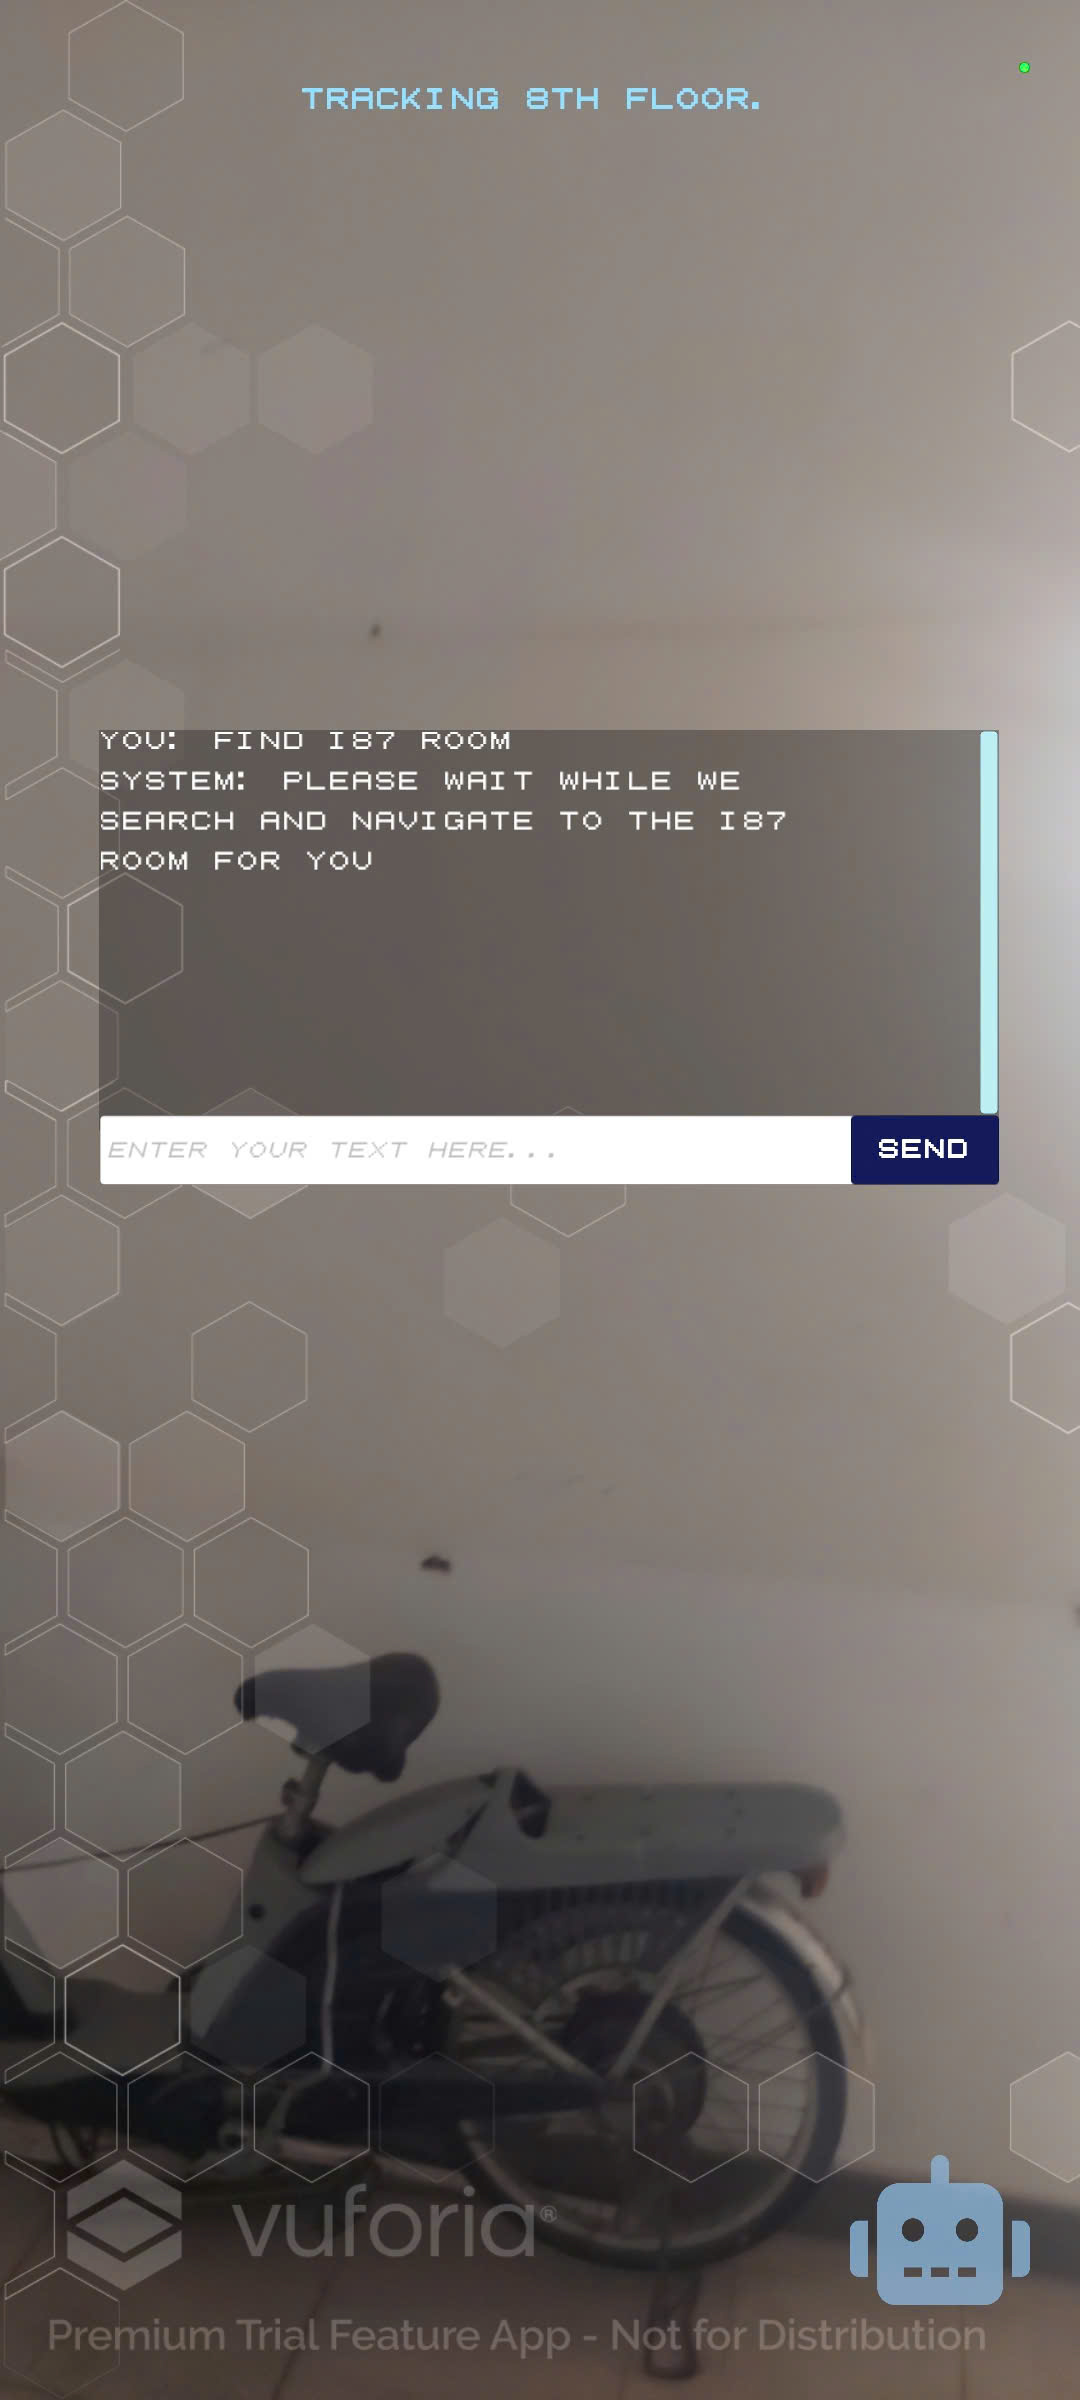 TRACKING 8TH FLOOR.
YOU: FIND I87 ROOM
SYSTEM: PLEASE WAIT WHILE WE
SEARCH AND NAVIGATE TO THE I87
ROOM FOR YOU
ENTER YOUR TEXT HERE...
SEND
vuforia®
Premium Trial Feature App - Not for Distribution